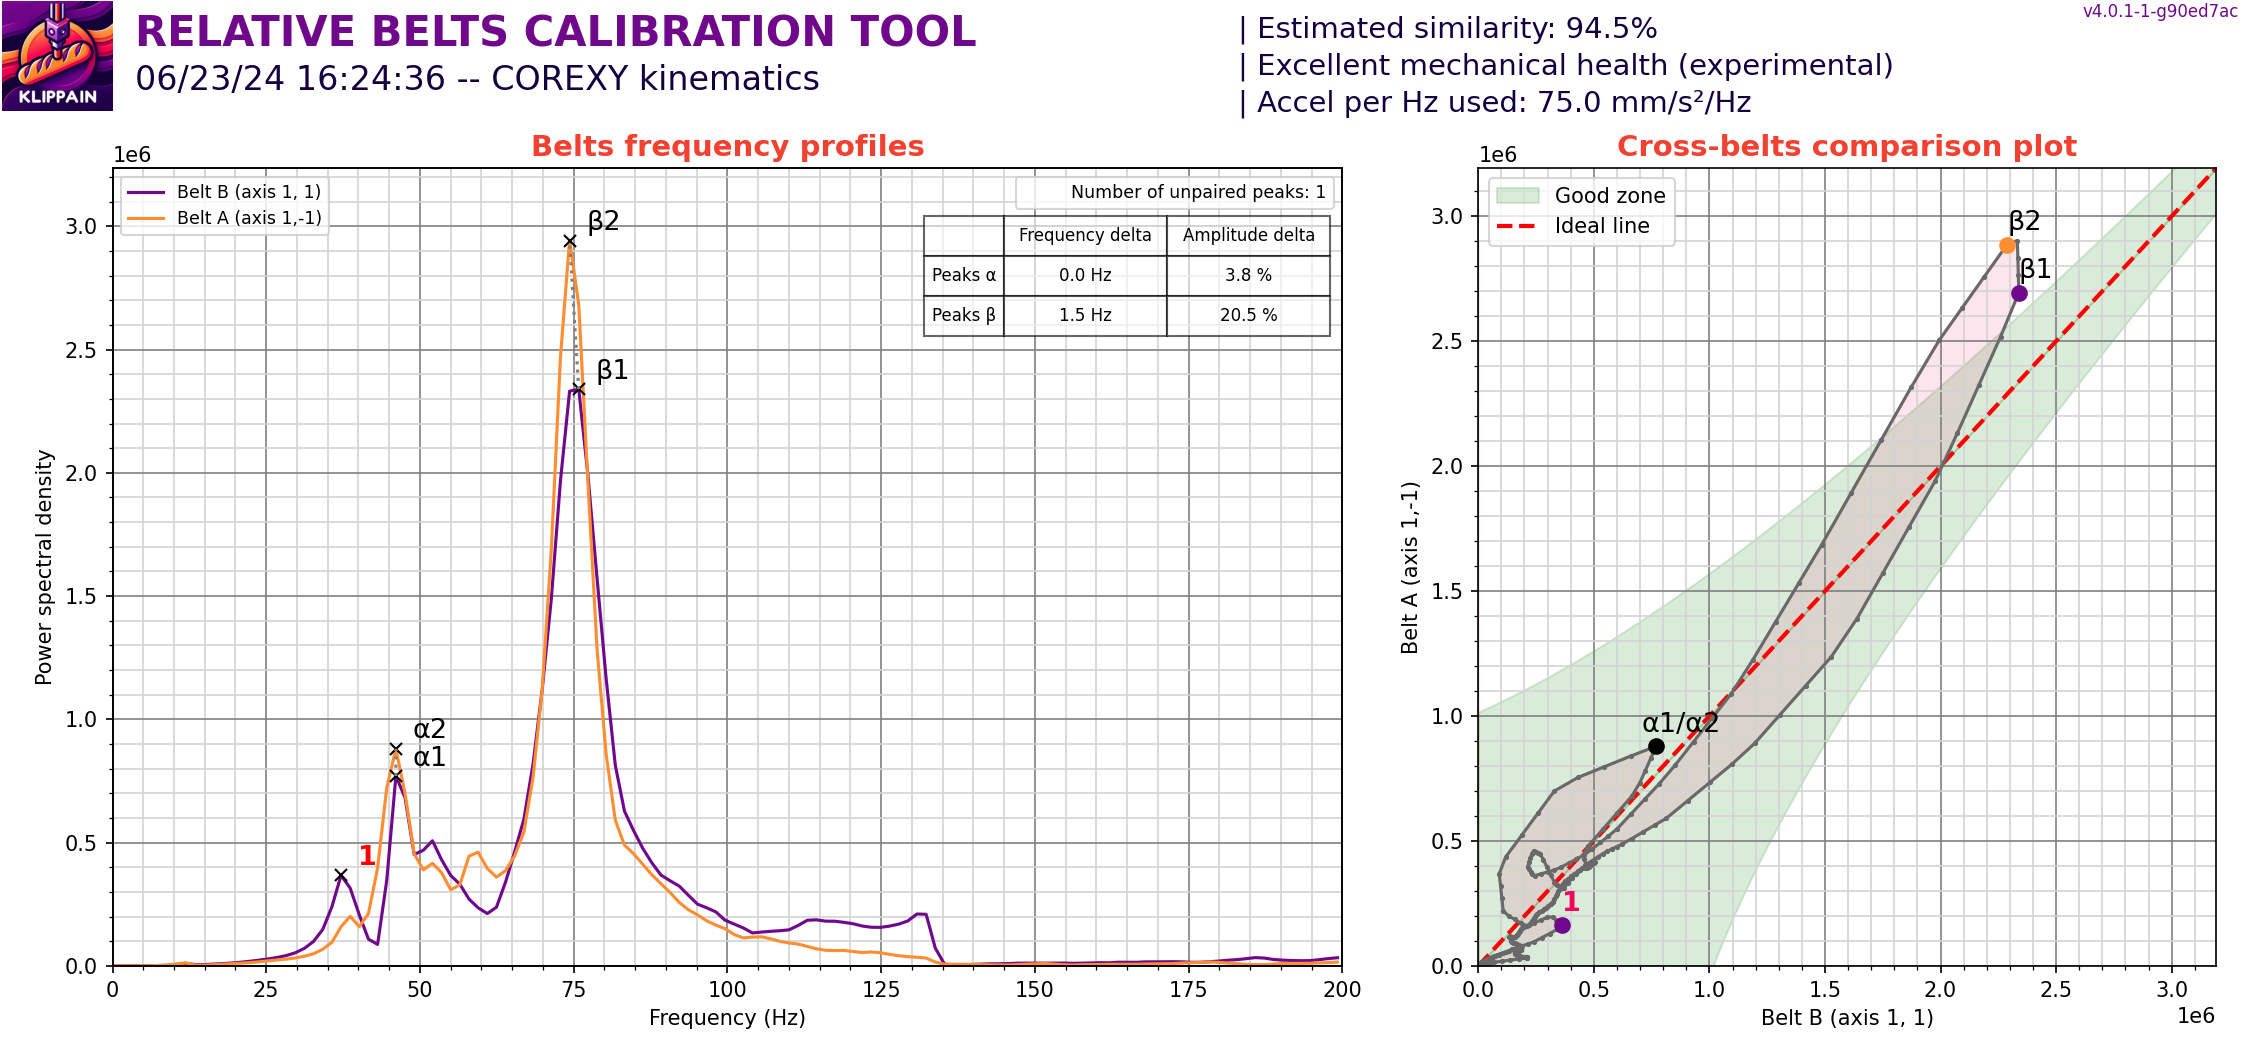 KLIPPAIN
RELATIVE BELTS CALIBRATION TOOL
06/23/24 16:24:36 -- COREXY kinematics
| Estimated similarity: 94.5%
| Excellent mechanical health (experimental)
| Accel per Hz used: 75.0 mm/s²/Hz
v4.0.1-1-g90ed7ac
Belts frequency profiles
1e6
Belt B (axis 1, 1)
Belt A (axis 1,-1)
Number of unpaired peaks: 1
Frequency delta Amplitude delta
Peaks α 0.0 Hz 3.8 %
Peaks β 1.5 Hz 20.5 %
β2
β1
α2
α1
1
3.0
2.5
2.0
1.5
1.0
0.5
0.0
Power spectral density
0 25 50 75 100 125 150 175 200
Frequency (Hz)
Cross-belts comparison plot
1e6
Good zone
Ideal line
β2
β1
α1/α2
1
3.0
2.5
2.0
1.5
1.0
0.5
0.0
Belt A (axis 1,-1)
0.0 0.5 1.0 1.5 2.0 2.5 3.0
Belt B (axis 1, 1)
1e6